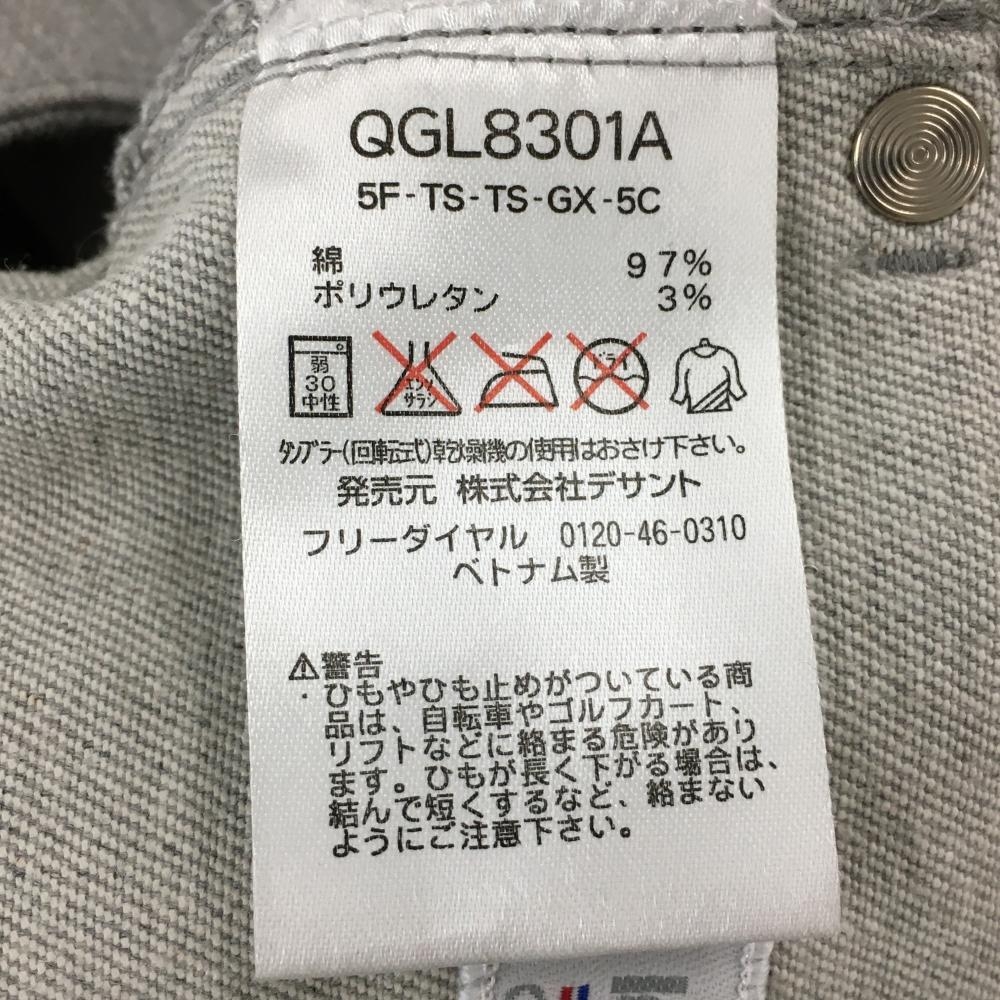 QGL8301A
5F-TS-TS-GX-5C
綿 97%
ポリウレタン 3%
弱
30
中性
エンソ
サラシ
ドライ
タンブラー(回転式)乾燥機の使用はおさけ下さい。
発売元 株式会社デサント
フリーダイヤル 0120-46-0310
ベトナム製
⚠警告
・ひもやひも止めがついている商
品は、自転車やゴルフカート、
リフトなどに絡まる危険があり
ます。ひもが長く下がる場合は、
結んで短くするなど、絡まない
ようにご注意下さい。